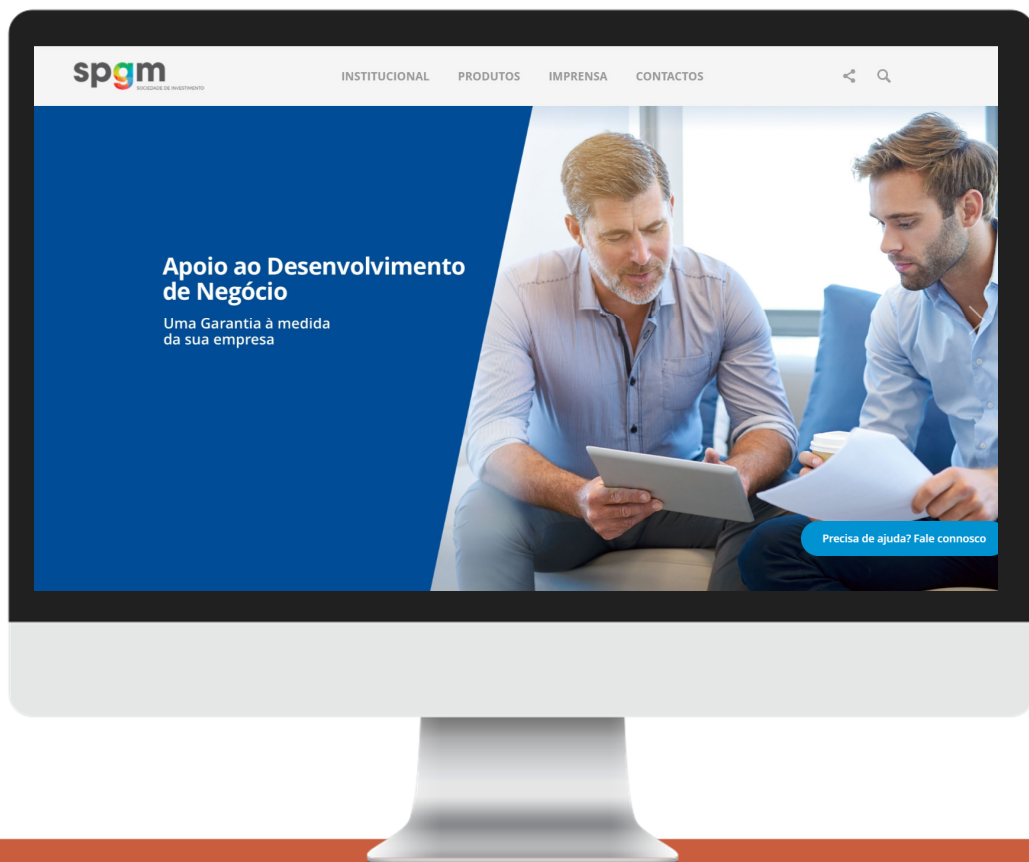 spgm
SOCIEDADE DE INVESTIMENTO
INSTITUCIONAL PRODUTOS IMPRENSA CONTACTOS
Apoio ao Desenvolvimento
de Negócio
Uma Garantia à medida
da sua empresa
Precisa de ajuda? Fale connosco